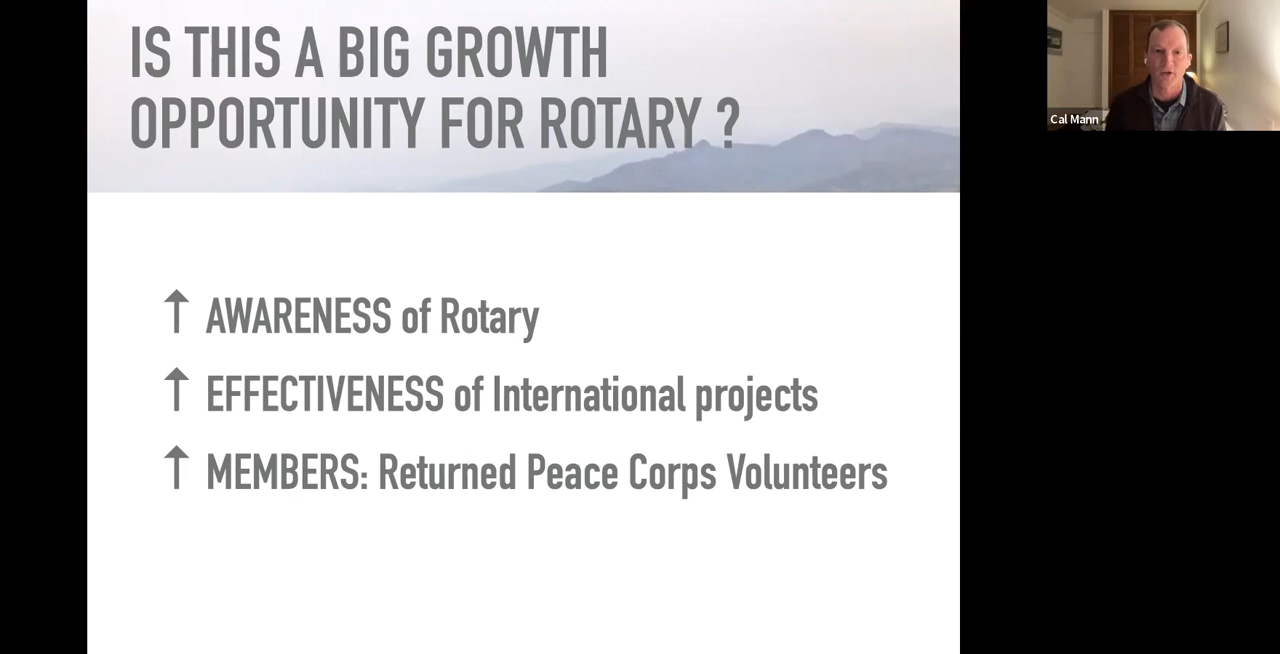 IS THIS A BIG GROWTH
OPPORTUNITY FOR ROTARY ?
↑ AWARENESS of Rotary
↑ EFFECTIVENESS of International projects
↑ MEMBERS: Returned Peace Corps Volunteers
Cal Mann